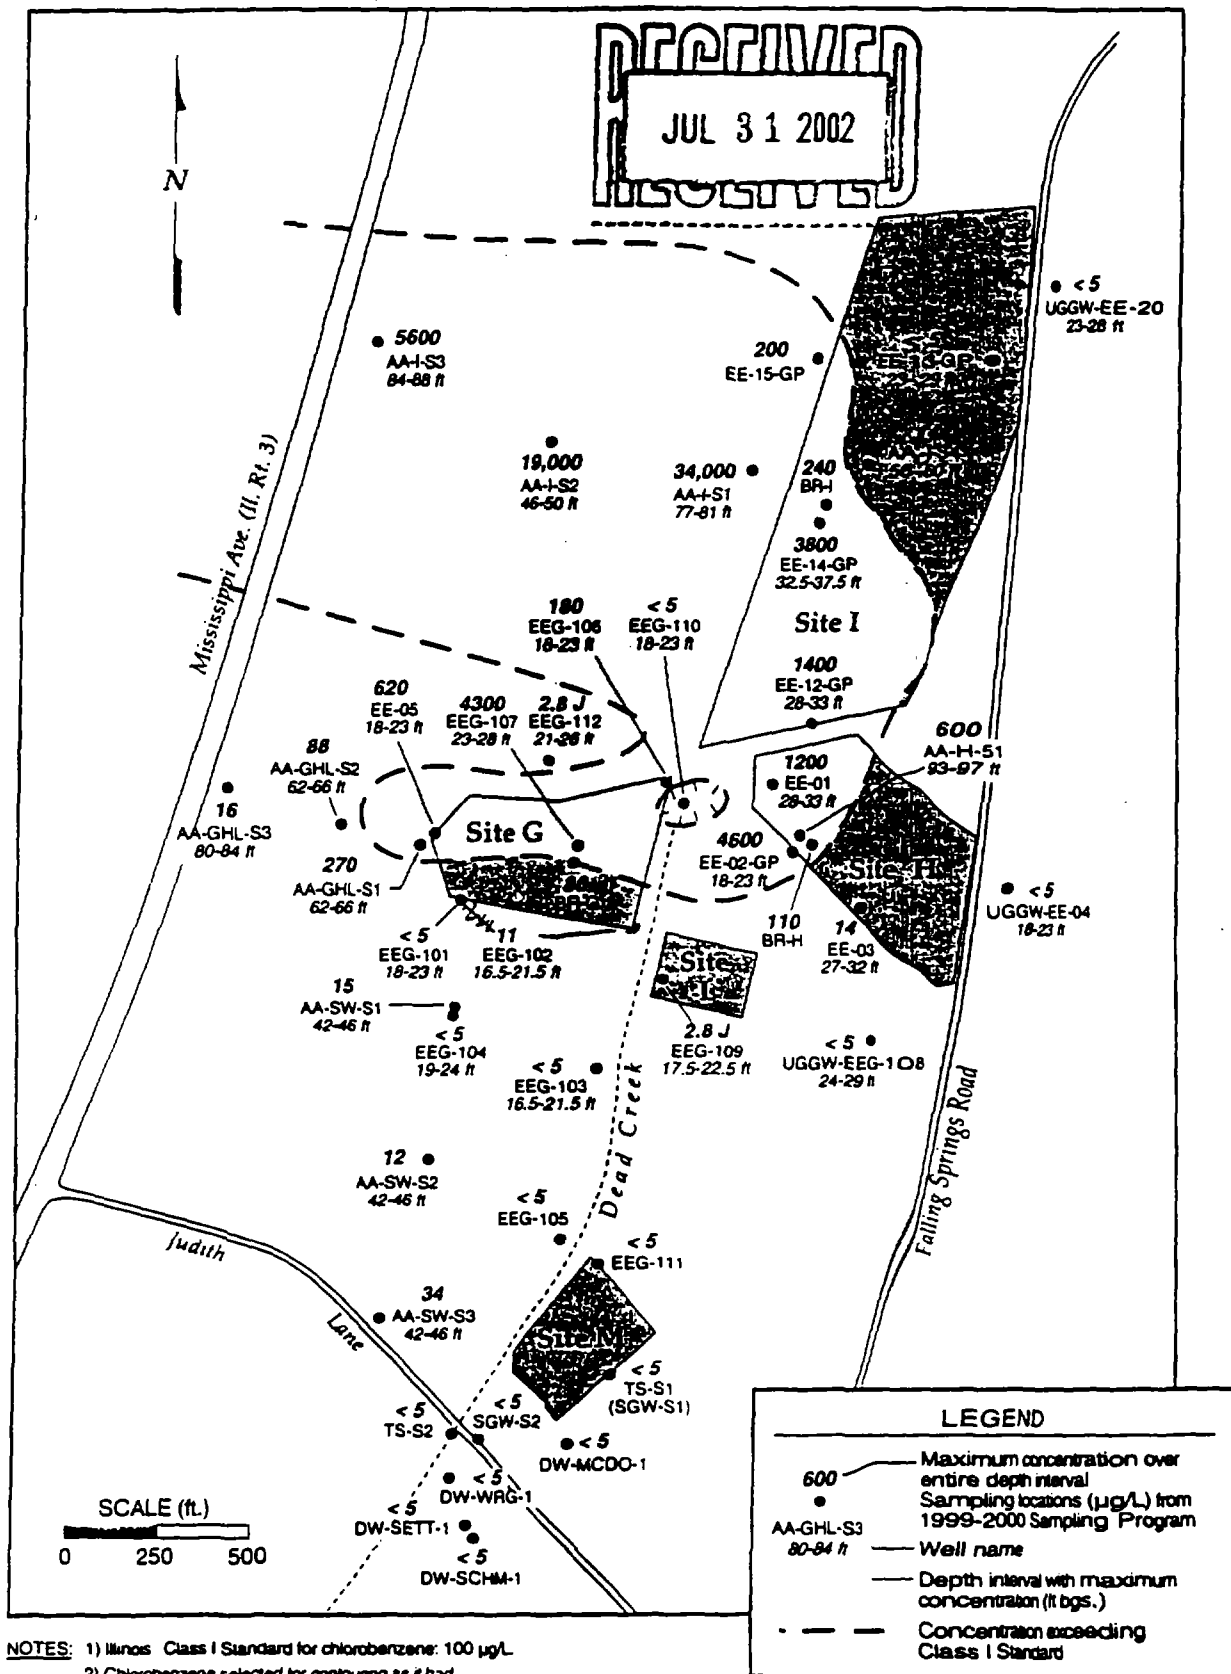 RECEIVED
JUL 31 2002
RECEIVED
N
< 5
UGGW-EE-20
23-28 ft
5600
AA-I-S3
84-88 ft
200
EE-15-GP
19,000
AA-I-S2
46-50 ft
34,000
AA-I-S1
77-81 ft
240
BR-I
3800
EE-14-GP
32.5-37.5 ft
Site I
Mississippi Ave. (Il. Rt. 3)
180
EEG-106
18-23 ft
< 5
EEG-110
18-23 ft
1400
EE-12-GP
28-33 ft
620
EE-05
18-23 ft
4300
EEG-107
23-28 ft
2.8 J
EEG-112
21-26 ft
600
AA-H-S1
93-97 ft
88
AA-GHL-S2
62-66 ft
1200
EE-01
28-33 ft
16
AA-GHL-S3
80-84 ft
Site G
4600
EE-02-GP
18-23 ft
Site H
270
AA-GHL-S1
62-66 ft
< 5
UGGW-EE-04
18-23 ft
110
BR-H
14
EE-03
27-32 ft
< 5
EEG-101
18-23 ft
11
EEG-102
16.5-21.5 ft
Site
L
15
AA-SW-S1
42-46 ft
< 5
EEG-104
19-24 ft
2.8 J
EEG-109
17.5-22.5 ft
< 5
UGGW-EEG-108
24-29 ft
< 5
EEG-103
16.5-21.5 ft
Dead Creek
Falling Springs Road
12
AA-SW-S2
42-46 ft
< 5
EEG-105
Judith
Lane
< 5
EEG-111
34
AA-SW-S3
42-46 ft
Site M
< 5
TS-S1
(SGW-S1)
< 5
TS-S2
< 5
SGW-S2
< 5
DW-MCDO-1
< 5
DW-WRG-1
< 5
DW-SETT-1
< 5
DW-SCHM-1
SCALE (ft.)
0 250 500
LEGEND
600
Maximum concentration over
entire depth interval
Sampling locations (µg/L) from
1999-2000 Sampling Program
AA-GHL-S3
80-84 ft
Well name
Depth interval with maximum
concentration (ft bgs.)
Concentration exceeding
Class I Standard
NOTES: 1) Illinois Class I Standard for chlorobenzene: 100 µg/L
2) Chlorobenzene selected for contouring as it had